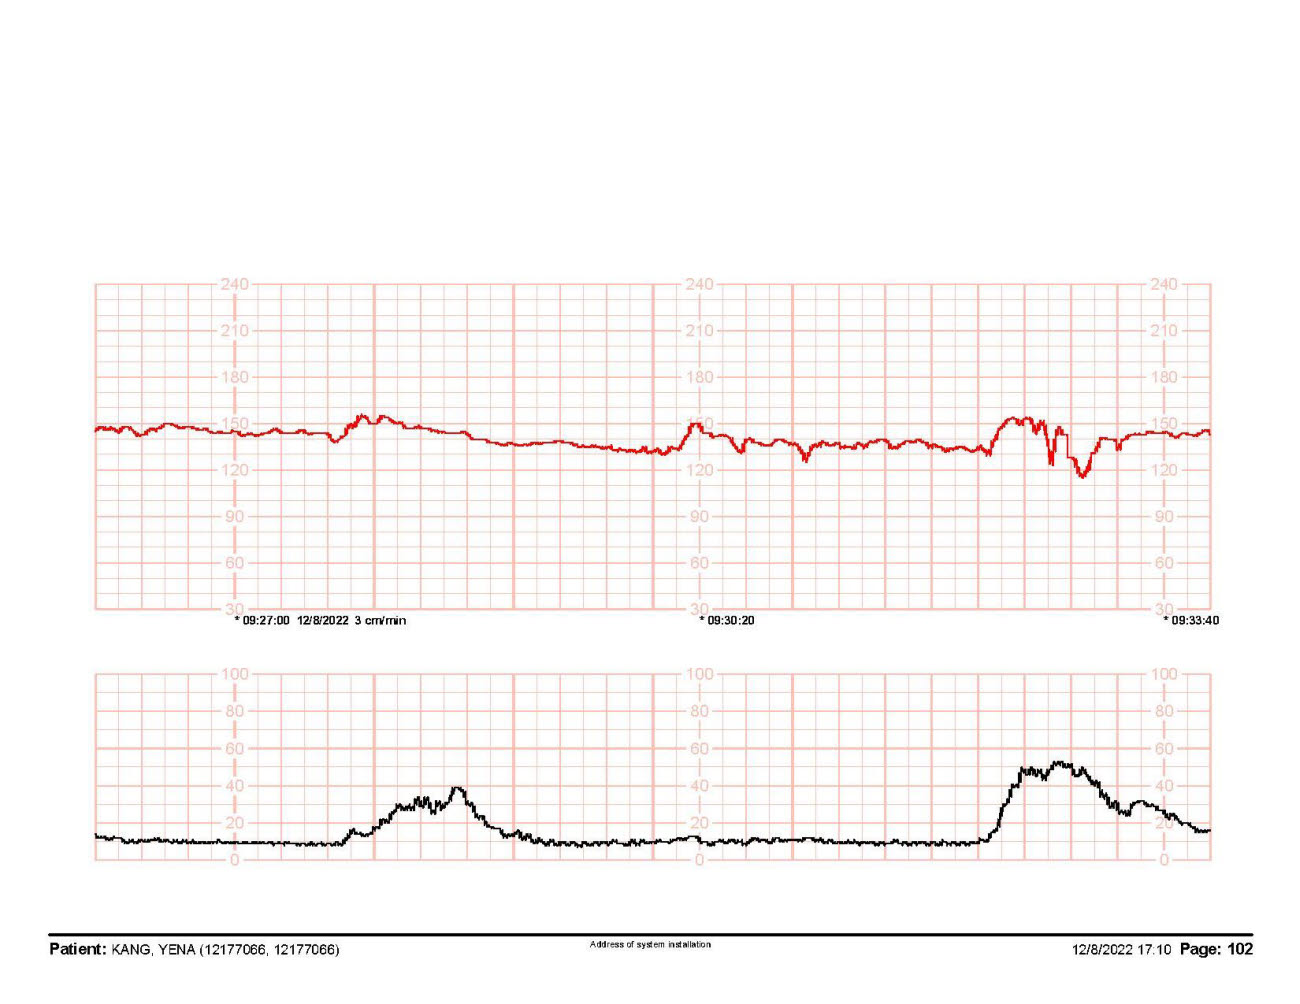 240 240 240
210 210 210
180 180 180
150 150 150
120 120 120
90 90 90
60 60 60
30 30 30
* 09:27:00 12/8/2022 3 cm/min * 09:30:20 * 09:33:40
100 100 100
80 80 80
60 60 60
40 40 40
20 20 20
0 0 0
Patient: KANG, YENA (12177066, 12177066) Address of system installation 12/8/2022 17:10 Page: 102